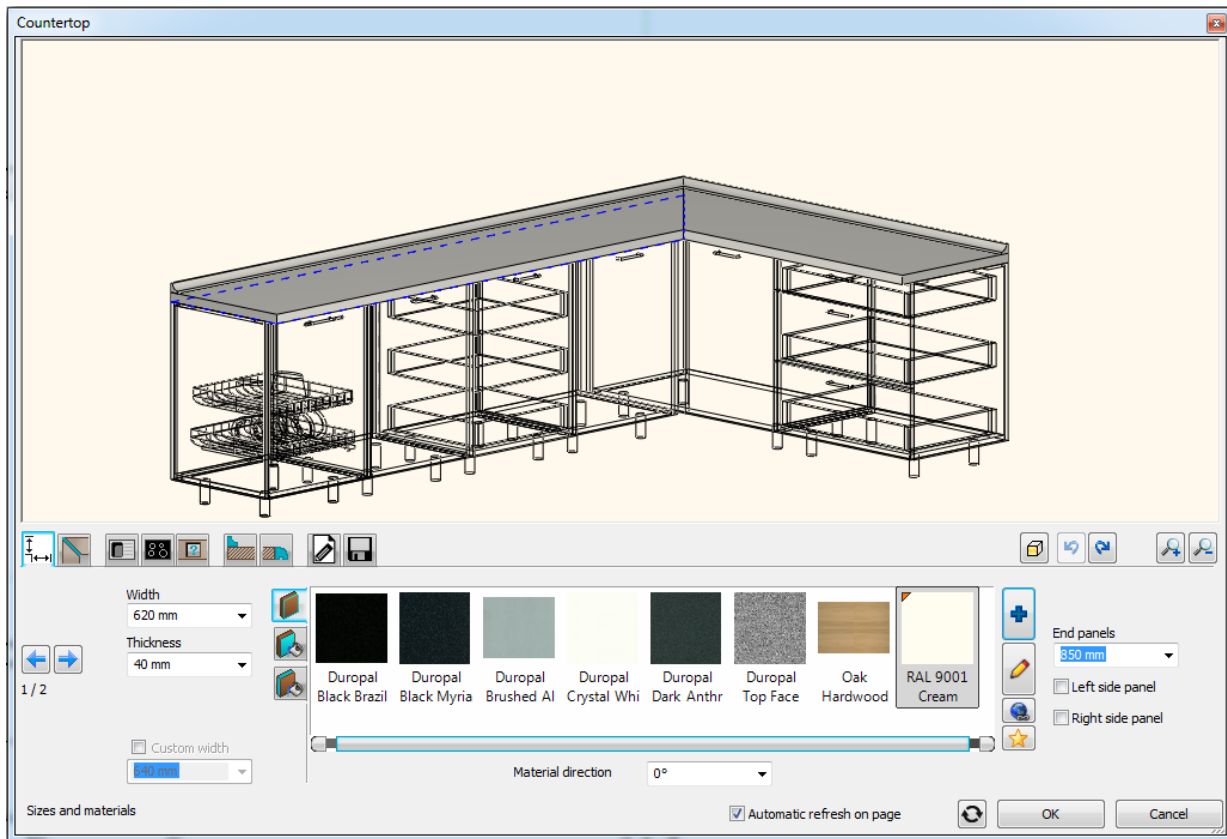 Countertop
Width
620 mm
Thickness
40 mm
1 / 2
Custom width
640 mm
Duropal
Black Brazil
Duropal
Black Myria
Duropal
Brushed Al
Duropal
Crystal Whi
Duropal
Dark Anthr
Duropal
Top Face
Oak
Hardwood
RAL 9001
Cream
Material direction
0°
End panels
850 mm
Left side panel
Right side panel
Sizes and materials
Automatic refresh on page
OK
Cancel